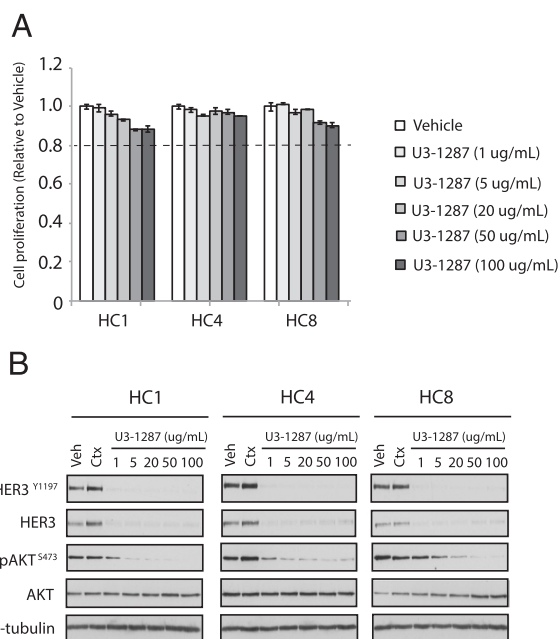 A
Cell proliferation (Relative to Vehicle)
1.2
1.0
0.8
0.6
0.4
0.2
0
HC1 HC4 HC8
Vehicle
U3-1287 (1 ug/mL)
U3-1287 (5 ug/mL)
U3-1287 (20 ug/mL)
U3-1287 (50 ug/mL)
U3-1287 (100 ug/mL)
B
HC1 HC4 HC8
Veh Ctx U3-1287 (ug/mL) Veh Ctx U3-1287 (ug/mL) Veh Ctx U3-1287 (ug/mL)
1 5 20 50 100 1 5 20 50 100 1 5 20 50 100
HER3 Y1197
HER3
pAKT S473
AKT
-tubulin